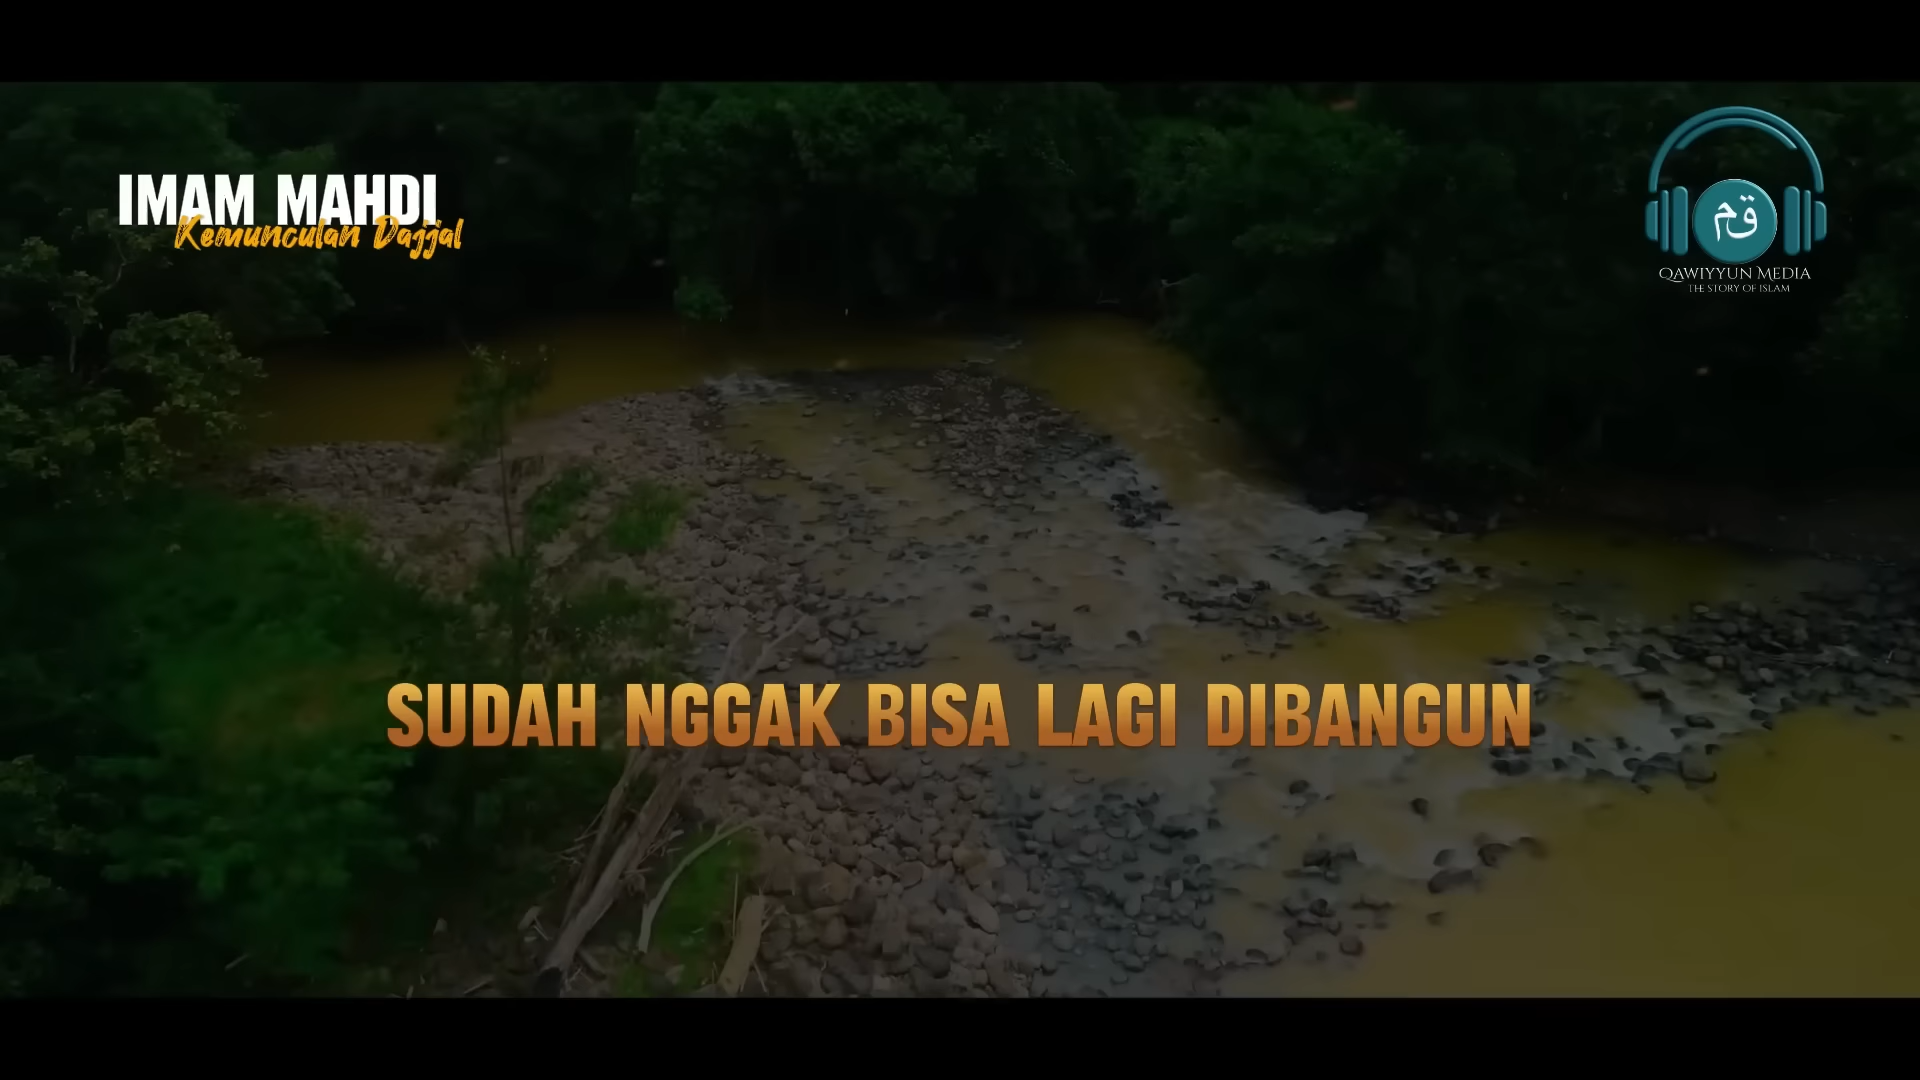 IMAM MAHDI
Kemunculan Dajjal
قم
QAWIYYUN MEDIA
THE STORY OF ISLAM
SUDAH NGGAK BISA LAGI DIBANGUN